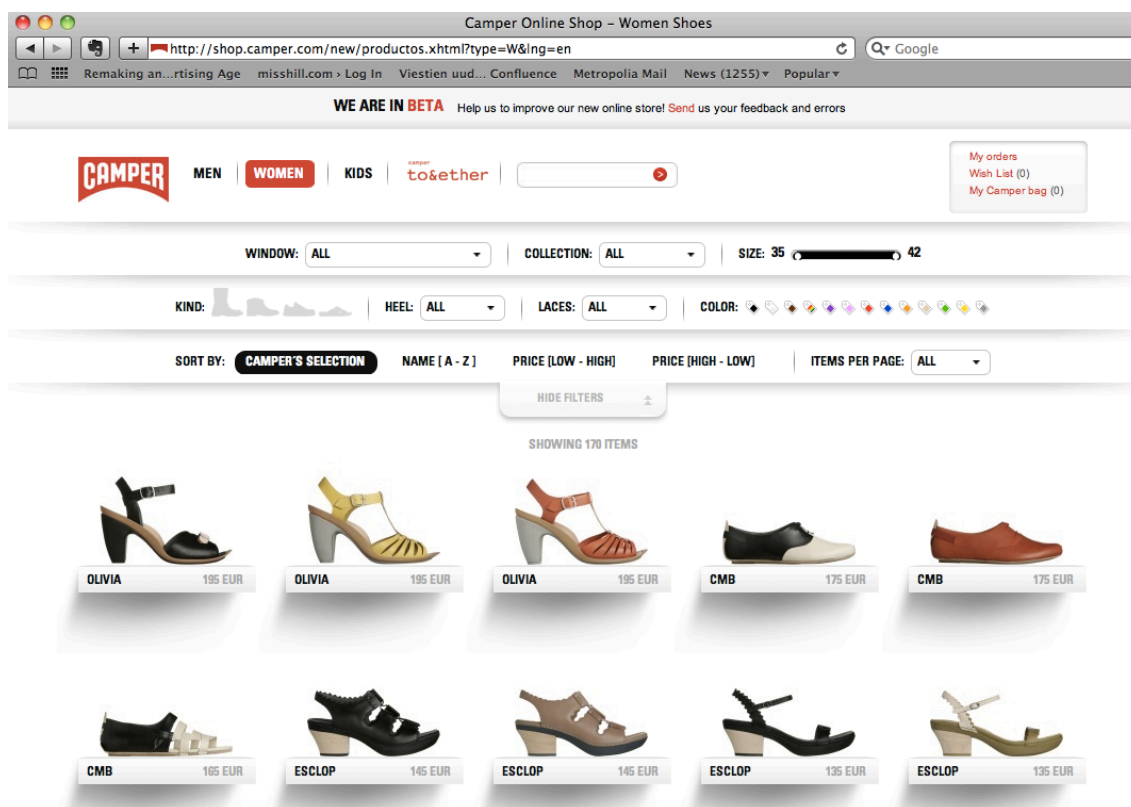 Camper Online Shop – Women Shoes
http://shop.camper.com/new/productos.xhtml?type=W&lng=en
Google
Remaking an...rtising Age misshill.com › Log In Viestien uud... Confluence Metropolia Mail News (1255) Popular
WE ARE IN BETA Help us to improve our new online store! Send us your feedback and errors
CAMPER MEN WOMEN KIDS camper to&ether
My orders
Wish List (0)
My Camper bag (0)
WINDOW: ALL COLLECTION: ALL SIZE: 35 42
KIND: HEEL: ALL LACES: ALL COLOR:
SORT BY: CAMPER'S SELECTION NAME [ A - Z ] PRICE [LOW - HIGH] PRICE [HIGH - LOW] ITEMS PER PAGE: ALL
HIDE FILTERS
SHOWING 170 ITEMS
OLIVIA 195 EUR OLIVIA 195 EUR OLIVIA 195 EUR CMB 175 EUR CMB 175 EUR
CMB 165 EUR ESCLOP 145 EUR ESCLOP 145 EUR ESCLOP 135 EUR ESCLOP 135 EUR